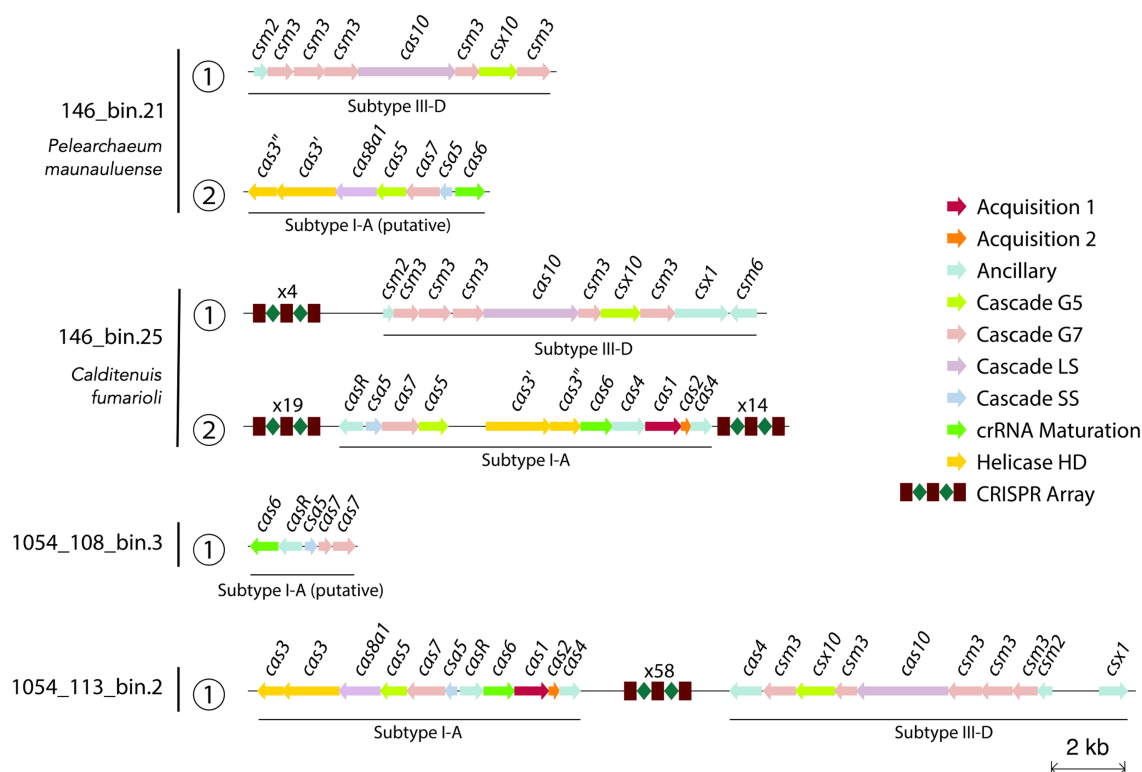 csm2 csm3 csm3 csm3 cas10 csm3 csx10 csm3
146_bin.21
Pelearchaeum
maunauluense
1
Subtype III-D
cas3" cas3' cas8a1 cas5 cas7 csa5 cas6
2
Subtype I-A (putative)
146_bin.25
Calditenuis
fumarioli
csm2 csm3 csm3 csm3 cas10 csm3 csx10 csm3 csx1 csm6
x4
1
Subtype III-D
casR csa5 cas7 cas5 cas3' cas3" cas6 cas4 cas1 cas2 cas4
x19
x14
2
Subtype I-A
1054_108_bin.3
cas6 casR csa5 cas7 cas7
1
Subtype I-A (putative)
1054_113_bin.2
cas3 cas3 cas8a1 cas5 cas7 csa5 casR cas6 cas1 cas2 cas4
x58
cas4 csm3 csx10 csm3 cas10 csm3 csm3 csm3 csm2 csx1
1
Subtype I-A
Subtype III-D
2 kb
Acquisition 1
Acquisition 2
Ancillary
Cascade G5
Cascade G7
Cascade LS
Cascade SS
crRNA Maturation
Helicase HD
CRISPR Array